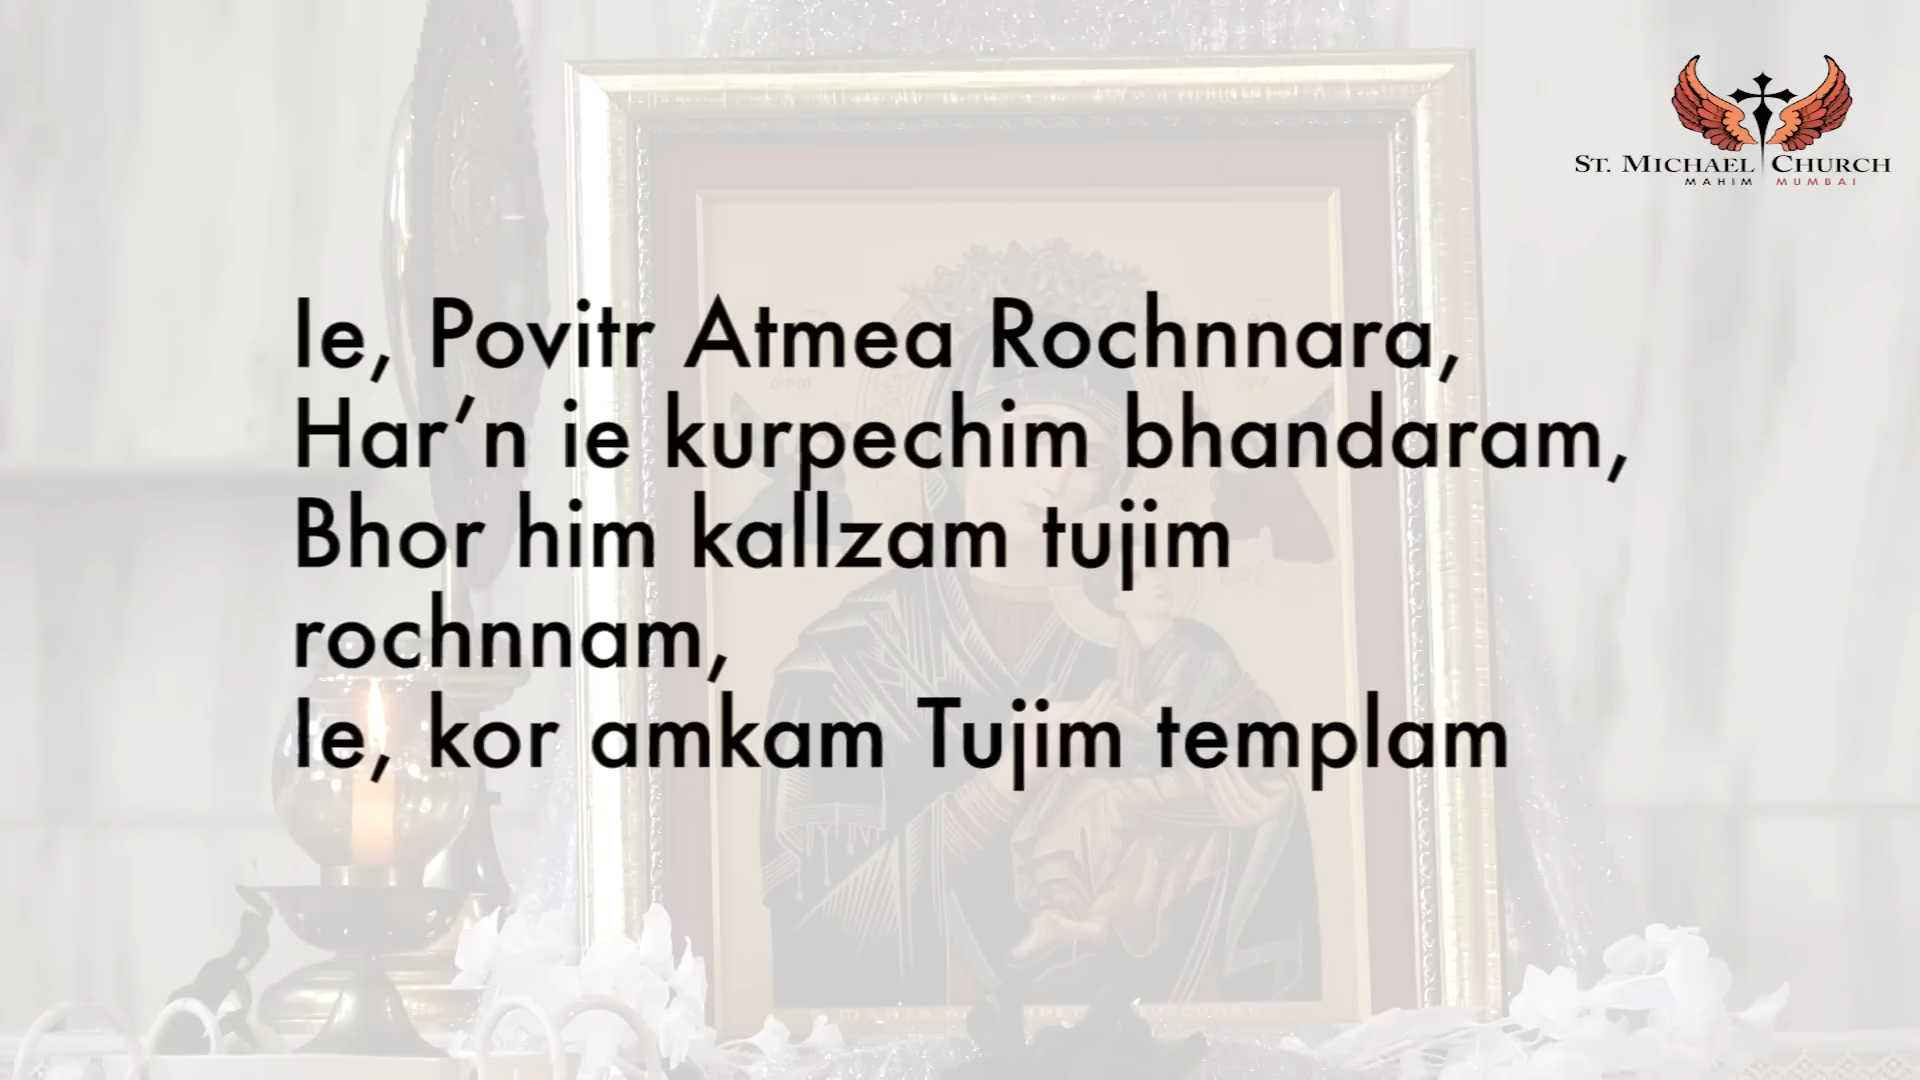 Ie, Povitr Atmea Rochnnara,
Har’n ie kurpechim bhandaram,
Bhor him kallzam tujim
rochnnam,
Ie, kor amkam Tujim templam
ST. MICHAEL CHURCH
MAHIM MUMBAI